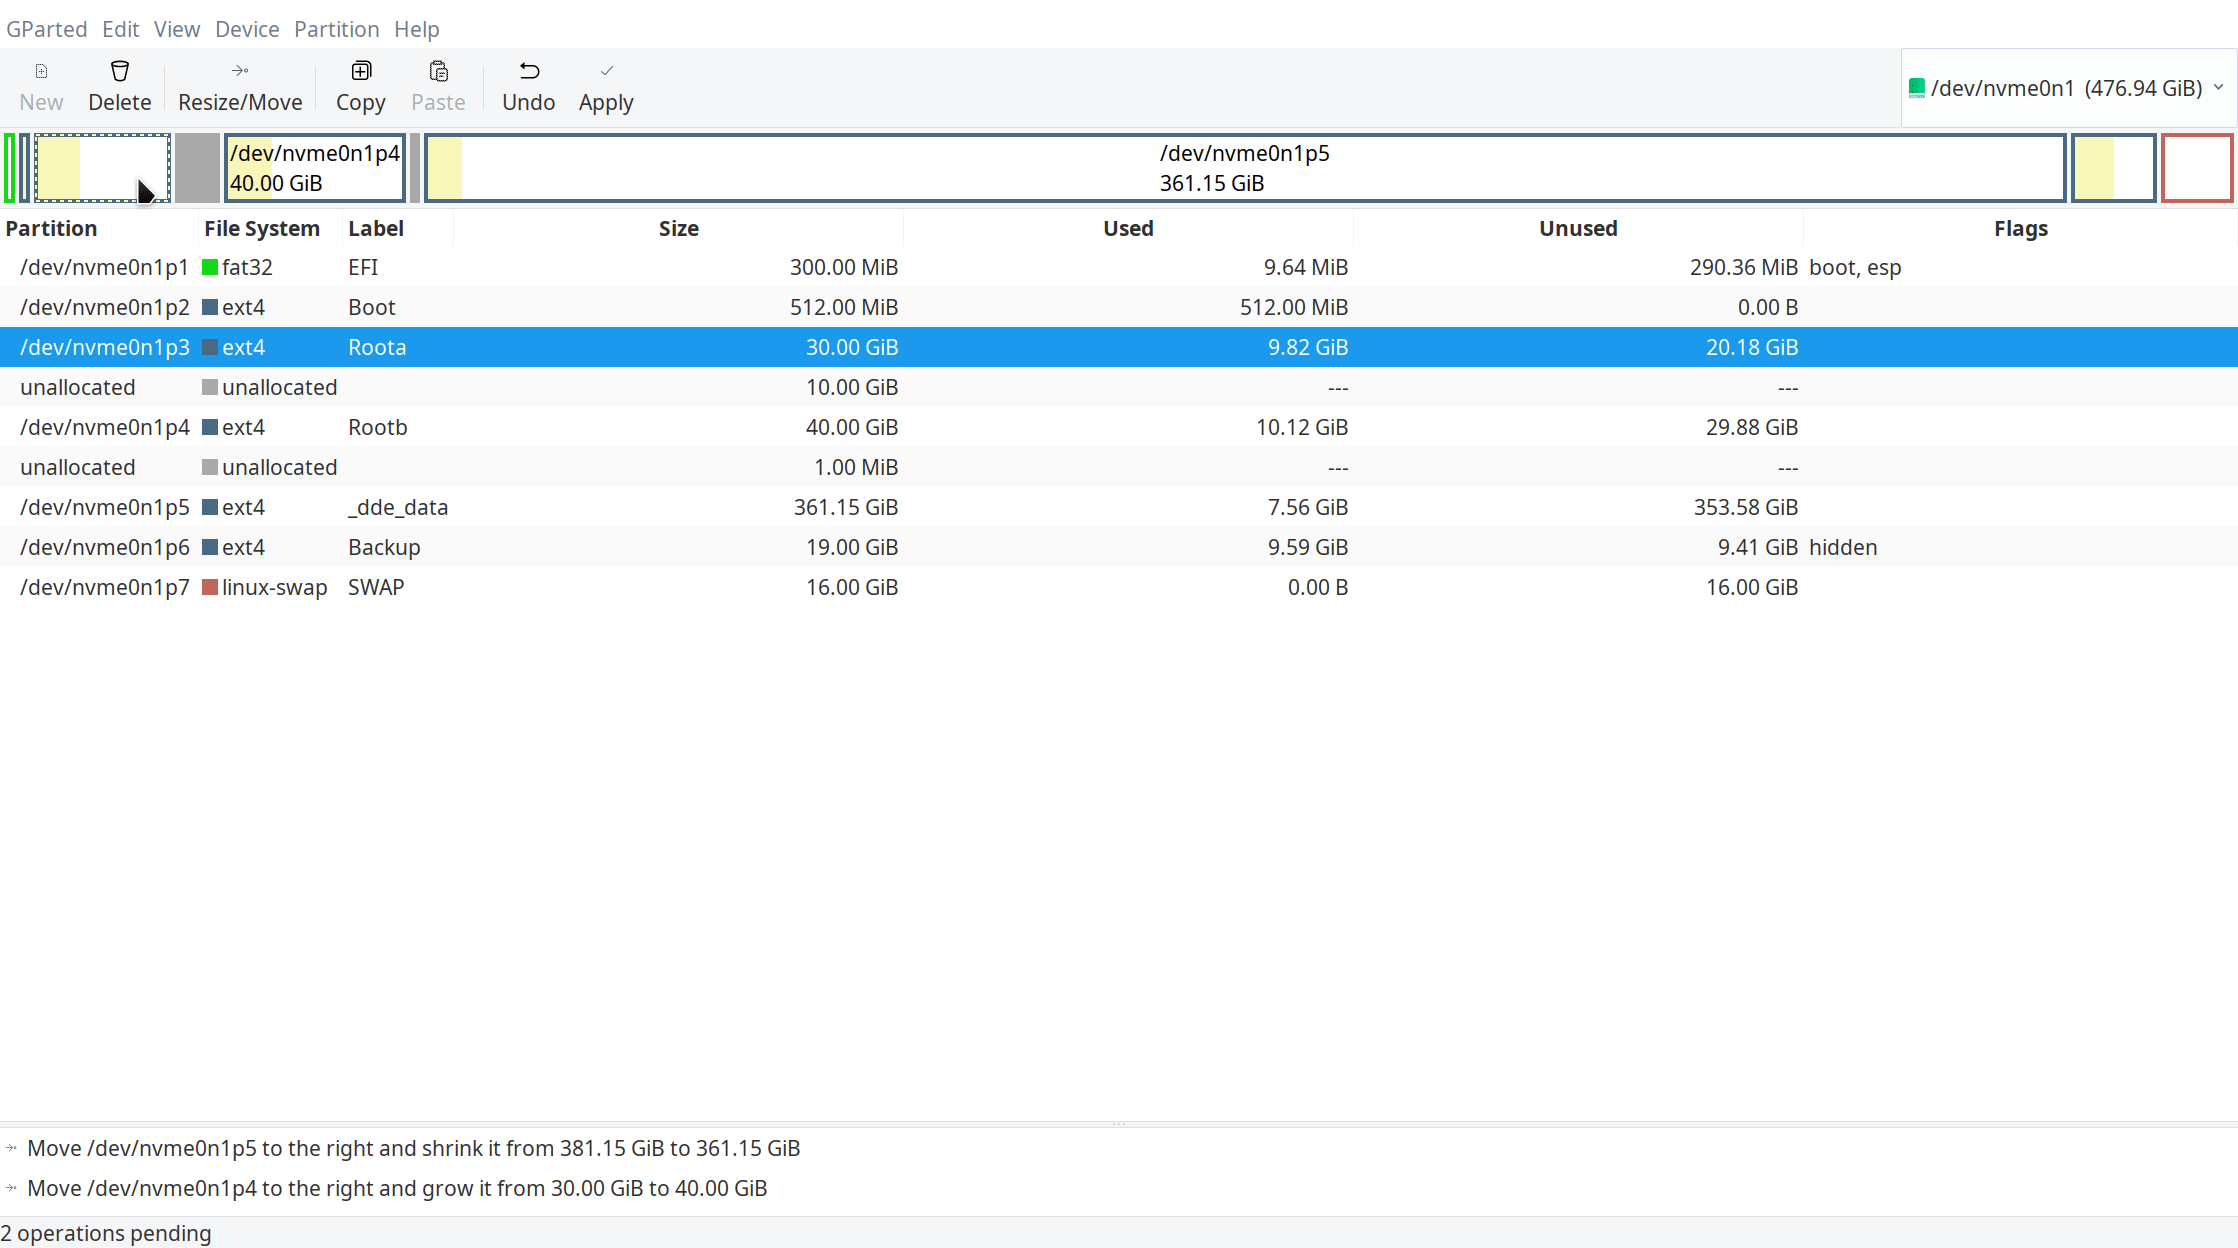 GParted Edit View Device Partition Help
New Delete Resize/Move Copy Paste Undo Apply /dev/nvme0n1 (476.94 GiB)
/dev/nvme0n1p4 /dev/nvme0n1p5
40.00 GiB 361.15 GiB
Partition File System Label Size Used Unused Flags
/dev/nvme0n1p1 fat32 EFI 300.00 MiB 9.64 MiB 290.36 MiB boot, esp
/dev/nvme0n1p2 ext4 Boot 512.00 MiB 512.00 MiB 0.00 B
/dev/nvme0n1p3 ext4 Roota 30.00 GiB 9.82 GiB 20.18 GiB
unallocated unallocated 10.00 GiB --- ---
/dev/nvme0n1p4 ext4 Rootb 40.00 GiB 10.12 GiB 29.88 GiB
unallocated unallocated 1.00 MiB --- ---
/dev/nvme0n1p5 ext4 _dde_data 361.15 GiB 7.56 GiB 353.58 GiB
/dev/nvme0n1p6 ext4 Backup 19.00 GiB 9.59 GiB 9.41 GiB hidden
/dev/nvme0n1p7 linux-swap SWAP 16.00 GiB 0.00 B 16.00 GiB
Move /dev/nvme0n1p5 to the right and shrink it from 381.15 GiB to 361.15 GiB
Move /dev/nvme0n1p4 to the right and grow it from 30.00 GiB to 40.00 GiB
2 operations pending